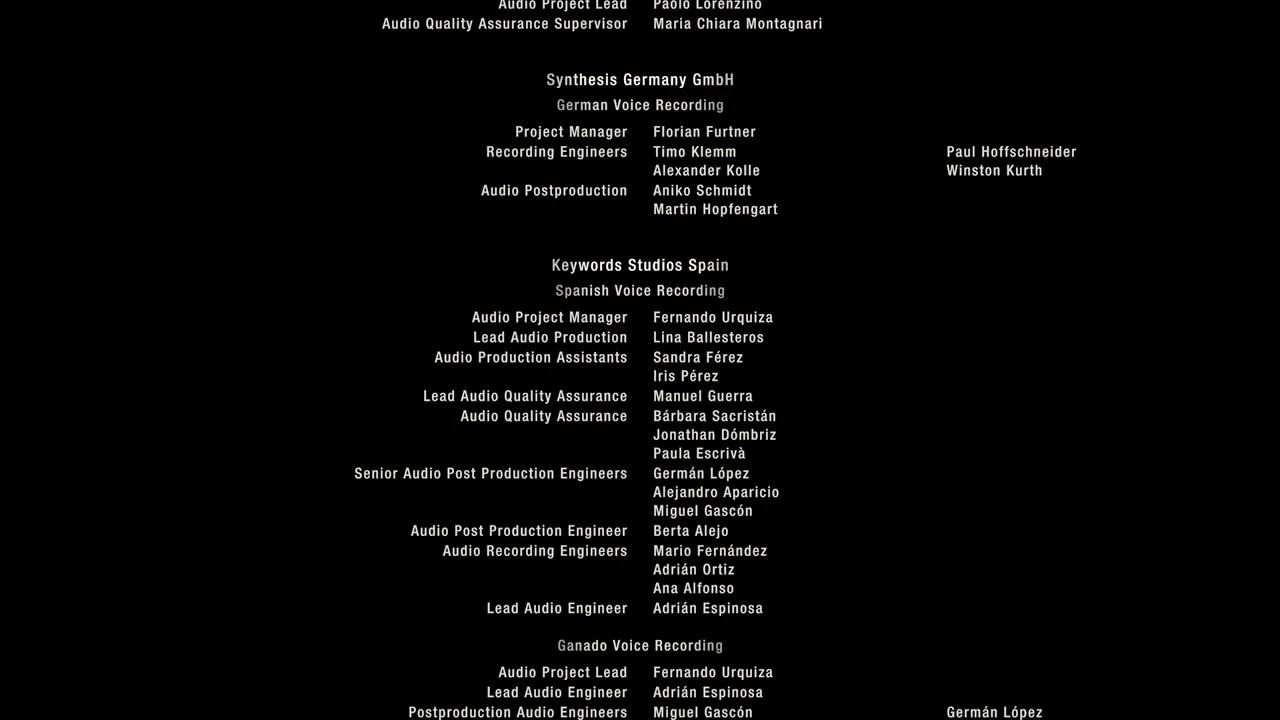 Audio Project Lead Paolo Lorenzino
Audio Quality Assurance Supervisor Maria Chiara Montagnari
Synthesis Germany GmbH
German Voice Recording
Project Manager Florian Furtner
Recording Engineers Timo Klemm Paul Hoffschneider
Alexander Kolle Winston Kurth
Audio Postproduction Aniko Schmidt
Martin Hopfengart
Keywords Studios Spain
Spanish Voice Recording
Audio Project Manager Fernando Urquiza
Lead Audio Production Lina Ballesteros
Audio Production Assistants Sandra Férez
Iris Pérez
Lead Audio Quality Assurance Manuel Guerra
Audio Quality Assurance Bárbara Sacristán
Jonathan Dómbriz
Paula Escrivà
Senior Audio Post Production Engineers Germán López
Alejandro Aparicio
Miguel Gascón
Audio Post Production Engineer Berta Alejo
Audio Recording Engineers Mario Fernández
Adrián Ortiz
Ana Alfonso
Lead Audio Engineer Adrián Espinosa
Ganado Voice Recording
Audio Project Lead Fernando Urquiza
Lead Audio Engineer Adrián Espinosa
Postproduction Audio Engineers Miguel Gascón Germán López